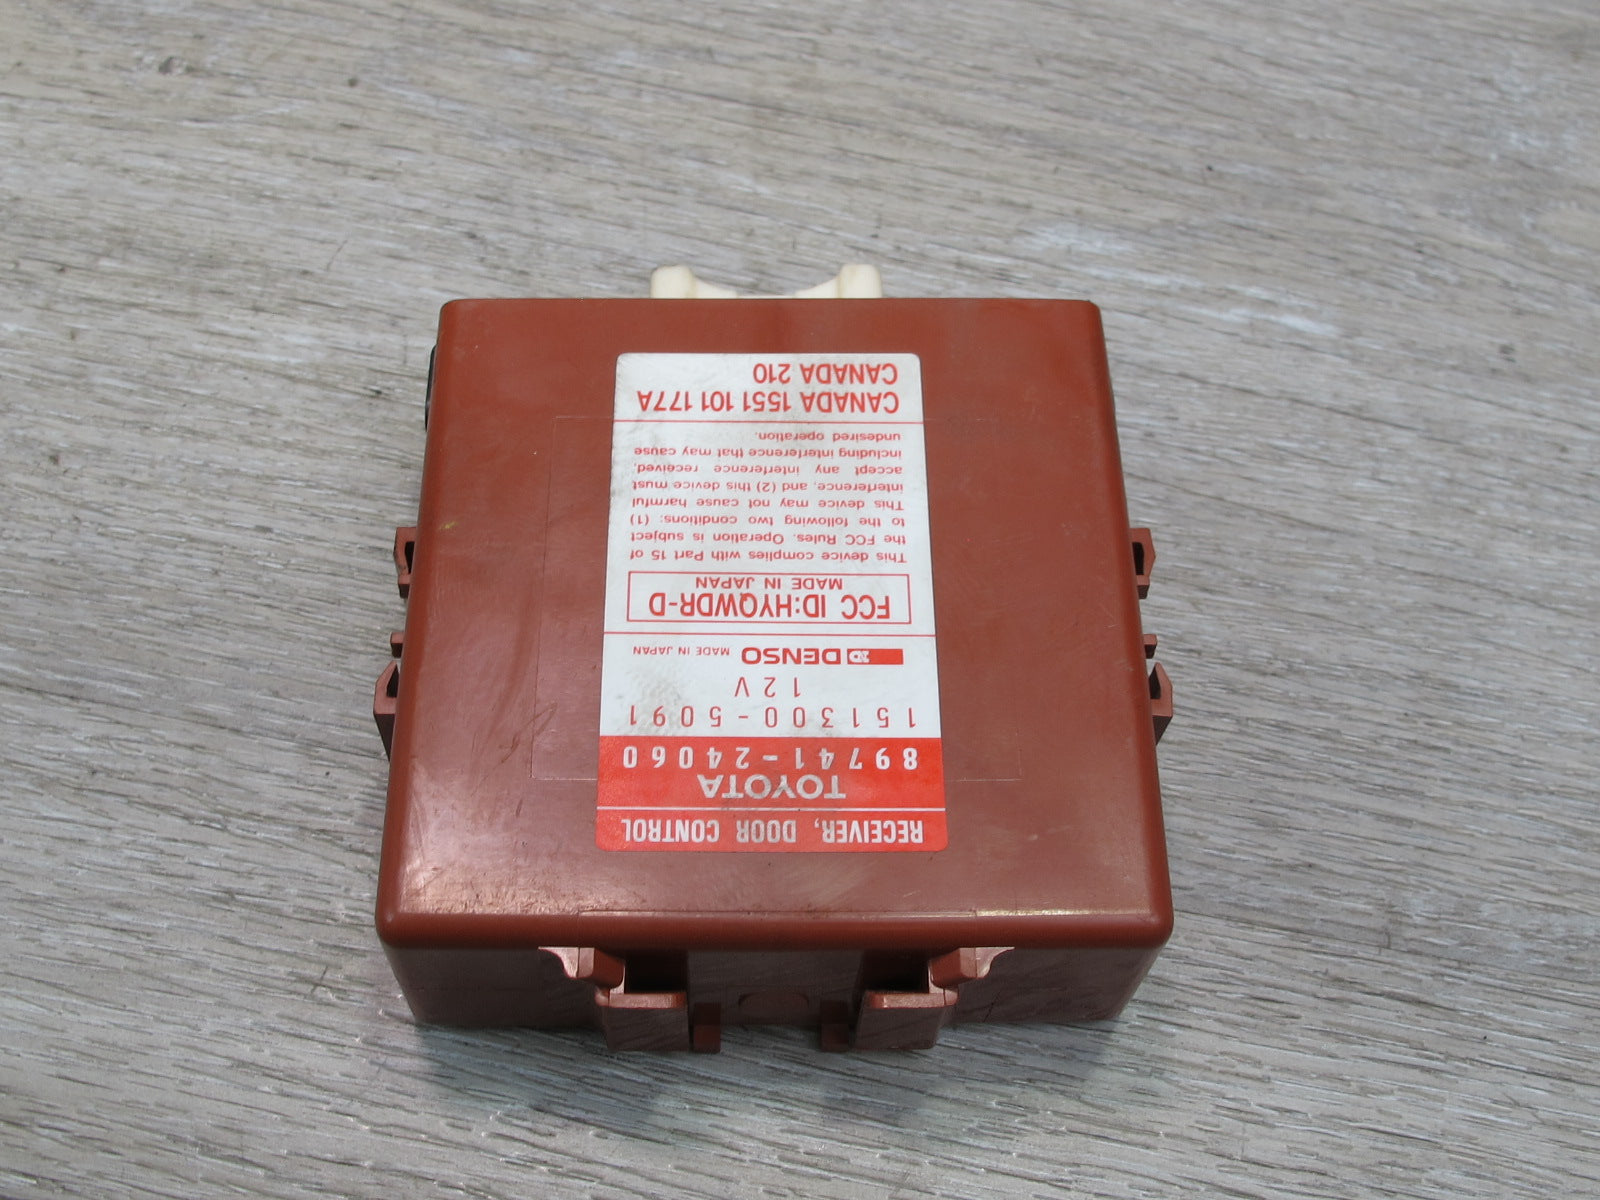 RECEIVER, DOOR CONTROL
TOYOTA
89741-24060
151300-5091
12V
ND DENSO MADE IN JAPAN
FCC ID:HYQWDR-D
MADE IN JAPAN
This device complies with Part 15 of
the FCC Rules. Operation is subject
to the following two conditions: (1)
This device may not cause harmful
interference, and (2) this device must
accept any interference received,
including interference that may cause
undesired operation.
CANADA 1551 101 177A
CANADA 210